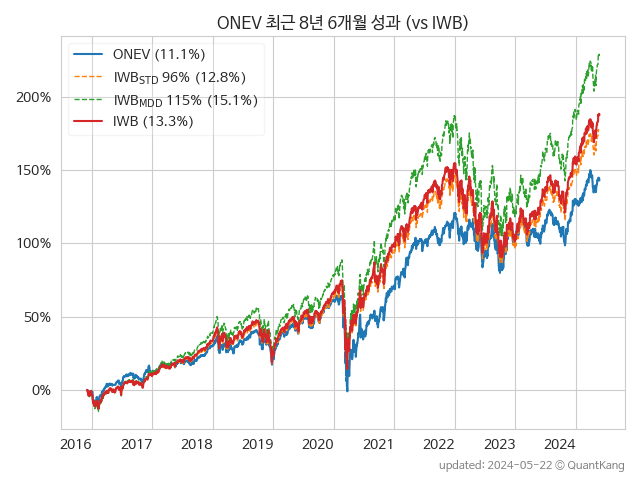 ONEV 최근 8년 6개월 성과 (vs IWB)
ONEV (11.1%)
IWBSTD 96% (12.8%)
IWBMDD 115% (15.1%)
IWB (13.3%)
200%
150%
100%
50%
0%
2016 2017 2018 2019 2020 2021 2022 2023 2024
updated: 2024-05-22 © QuantKang